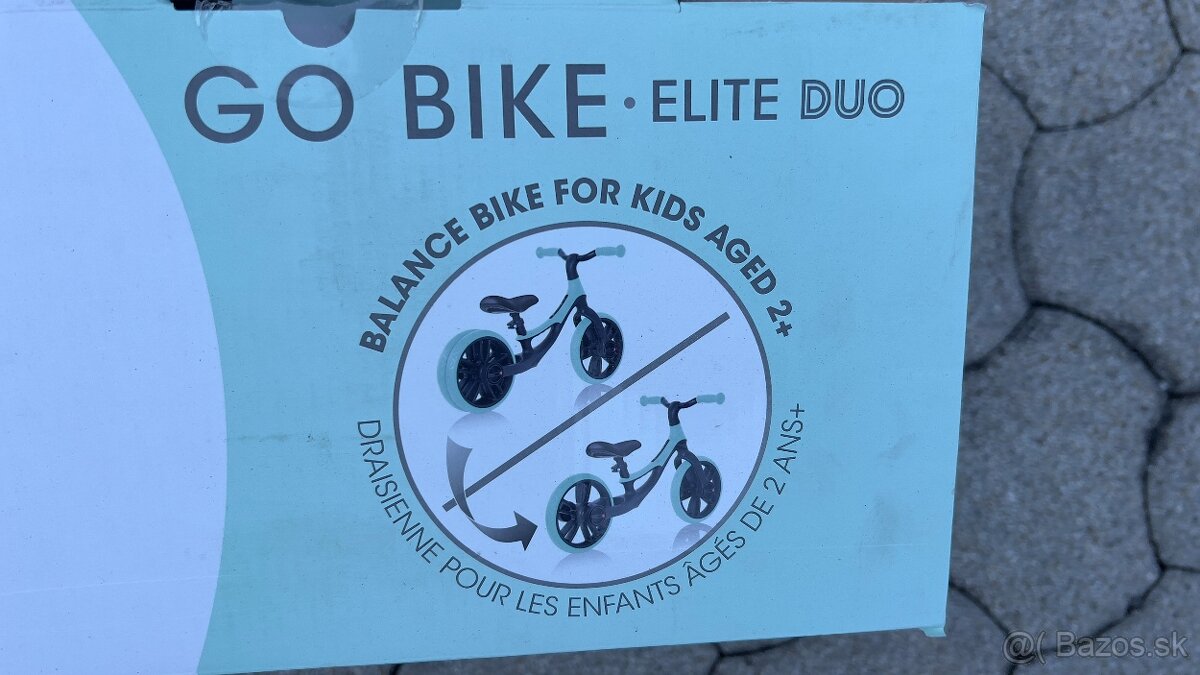 GO BIKE · ELITE DUO
BALANCE BIKE FOR KIDS AGED 2+
DRAISIENNE POUR LES ENFANTS ÂGÉS DE 2 ANS+
@( Bazos.sk